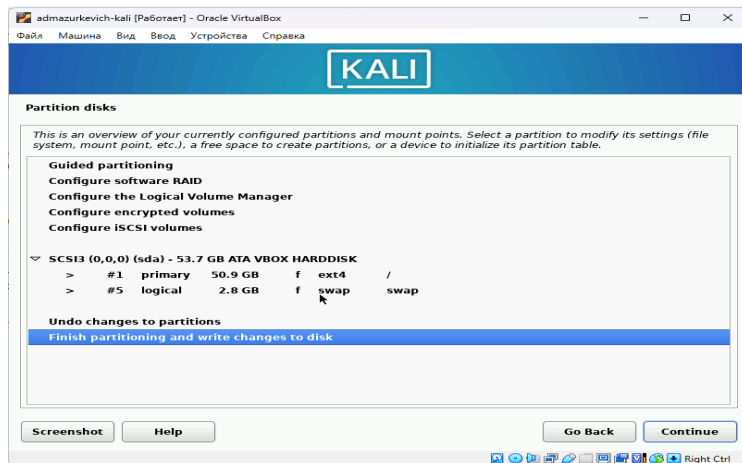 admazurkevich-kali [Работает] - Oracle VirtualBox
Файл Машина Вид Ввод Устройства Справка
KALI
Partition disks
This is an overview of your currently configured partitions and mount points. Select a partition to modify its settings (file
system, mount point, etc.), a free space to create partitions, or a device to initialize its partition table.
Guided partitioning
Configure software RAID
Configure the Logical Volume Manager
Configure encrypted volumes
Configure iSCSI volumes
SCSI3 (0,0,0) (sda) - 53.7 GB ATA VBOX HARDDISK
> #1 primary 50.9 GB f ext4 /
> #5 logical 2.8 GB f swap swap
Undo changes to partitions
Finish partitioning and write changes to disk
Screenshot Help Go Back Continue
Right Ctrl